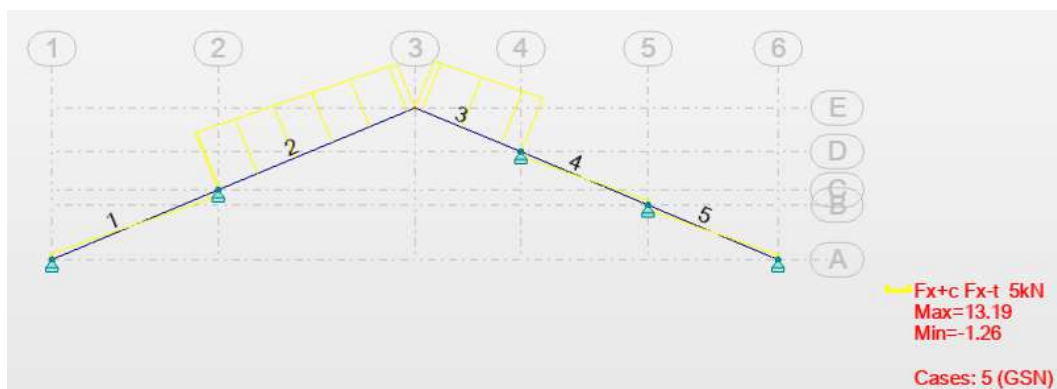 1 2 3 4 5 6
E
3
D
2
4
C
B
1
5
A
Fx+c Fx-t 5kN
Max=13.19
Min=-1.26
Cases: 5 (GSN)